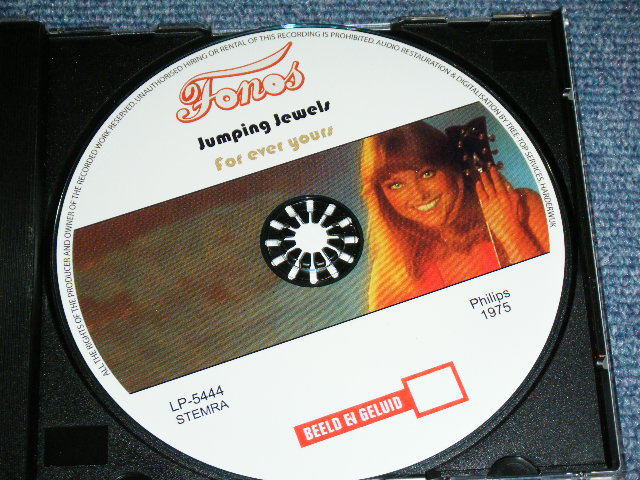 ALL THE RIGHTS OF THE PRODUCER AND OWNER OF THE RECORDED WORK RESERVED. UNAUTHORISED HIRING OR RENTAL OF THIS RECORDING IS PROHIBITED. AUDIO RESTAURATION & DIGITALISATION BY TREE TOP SERVICES HARDERWIJK
Fonos
Jumping Jewels
For ever yours
Philips
1975
LP-5444
STEMRA
BEELD EN GELUID